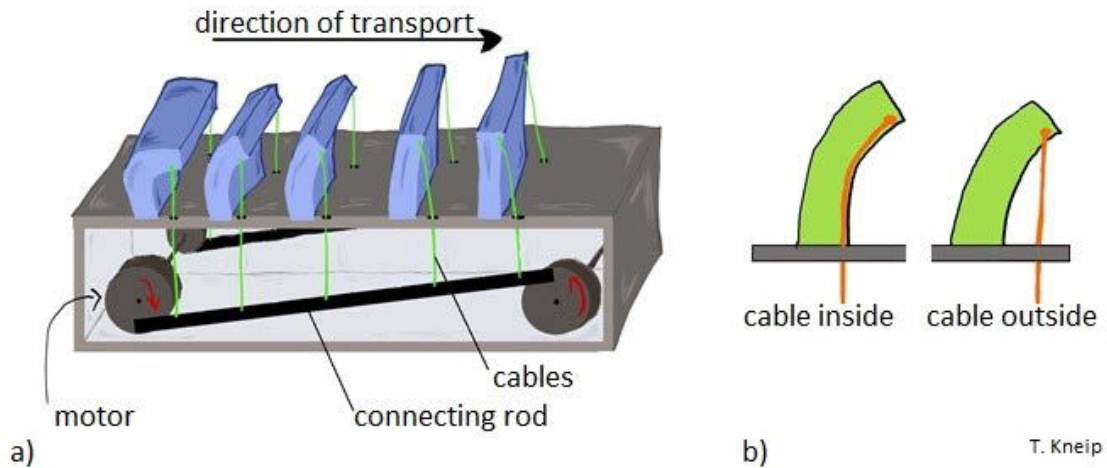 direction of transport
cable inside
cable outside
cables
motor
connecting rod
a)
b)
T. Kneip